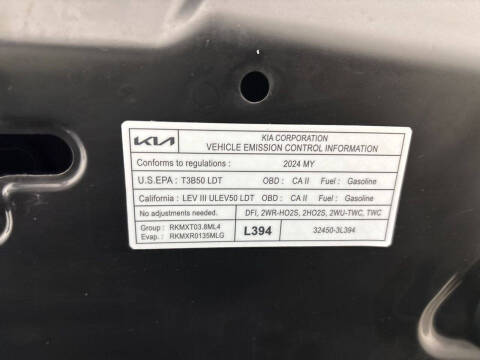 KIA
KIA CORPORATION
VEHICLE EMISSION CONTROL INFORMATION
Conforms to regulations : 2024 MY
U.S.EPA : T3B50 LDT OBD : CA II Fuel : Gasoline
California : LEV III ULEV50 LDT OBD : CA II Fuel : Gasoline
No adjustments needed. DFI, 2WR-HO2S, 2HO2S, 2WU-TWC, TWC
Group : RKMXT03.8ML4
Evap. : RKMXR0135MLG
L394 32450-3L394